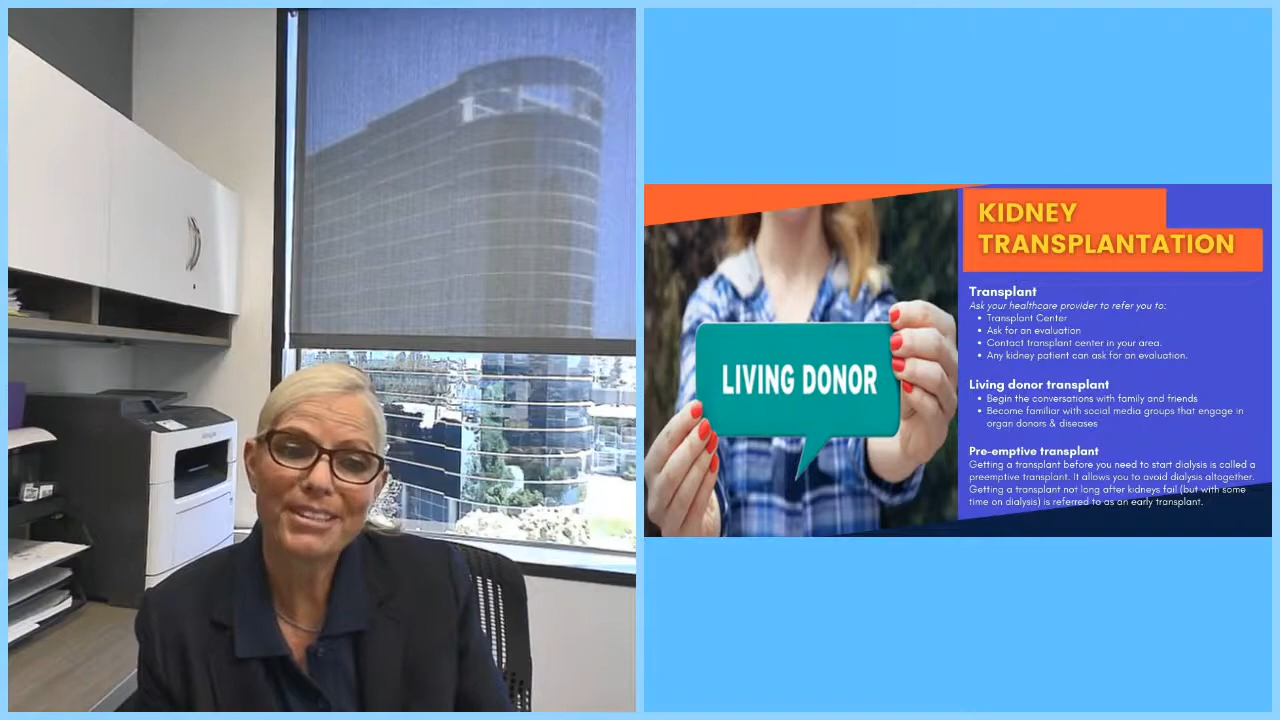 KIDNEY
TRANSPLANTATION
LIVING DONOR
Transplant
Ask your healthcare provider to refer you to:
• Transplant Center
• Ask for an evaluation
• Contact transplant center in your area.
• Any kidney patient can ask for an evaluation.
Living donor transplant
• Begin the conversations with family and friends
• Become familiar with social media groups that engage in
organ donors & diseases
Pre-emptive transplant
Getting a transplant before you need to start dialysis is called a
preemptive transplant. It allows you to avoid dialysis altogether.
Getting a transplant not long after kidneys fail (but with some
time on dialysis) is referred to as an early transplant.